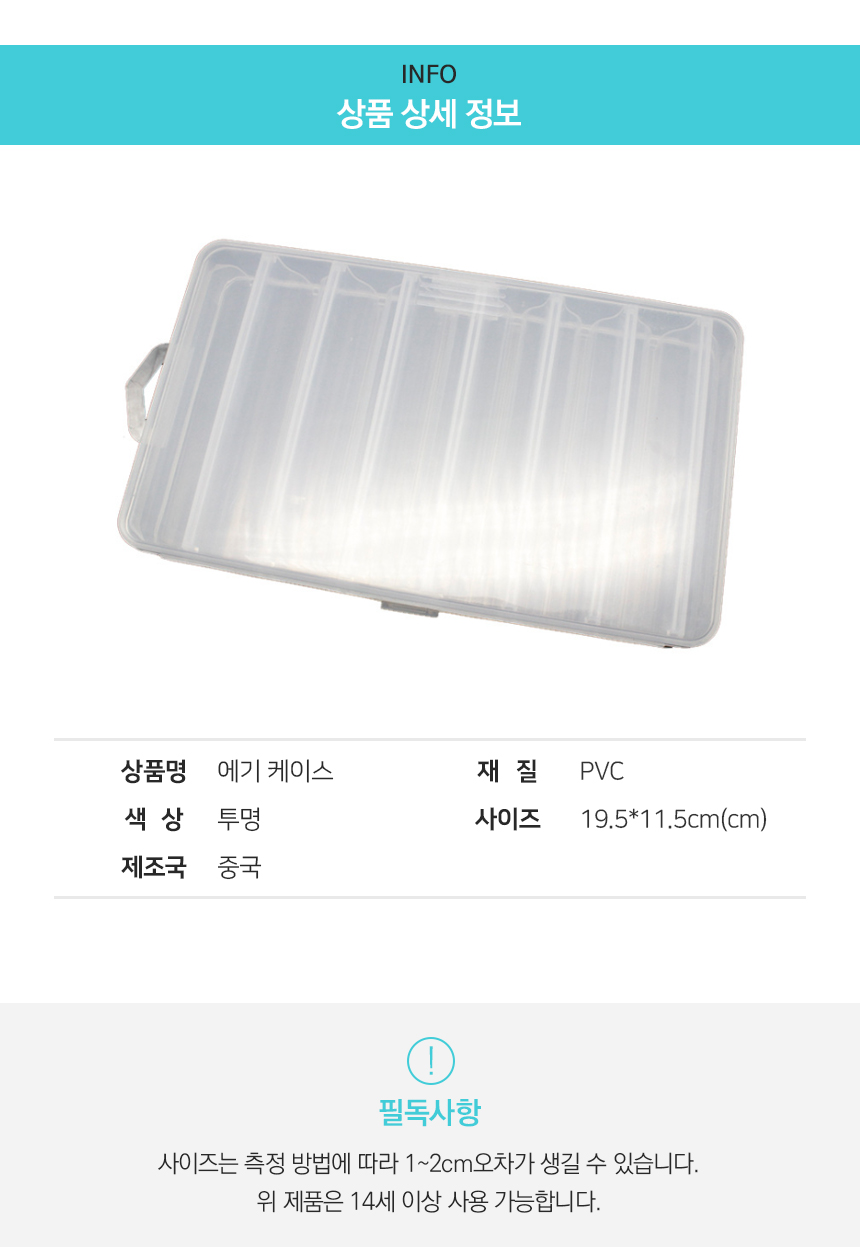 INFO
상품 상세 정보
상품명 에기 케이스 재 질 PVC
색 상 투명 사이즈 19.5*11.5cm(cm)
제조국 중국
!
필독사항
사이즈는 측정 방법에 따라 1~2cm오차가 생길 수 있습니다.
위 제품은 14세 이상 사용 가능합니다.